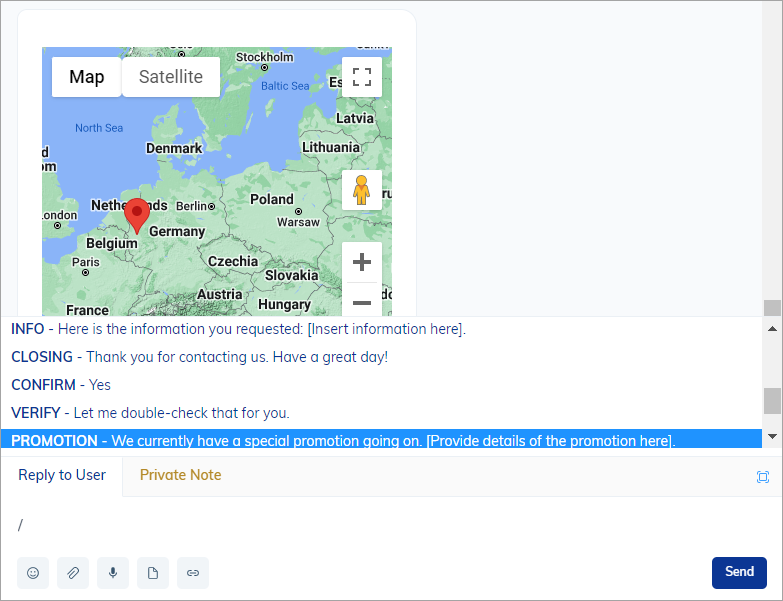 Stockholm
Map
Satellite
Baltic Sea
Es
Latvia
North Sea
Denmark
Lithuania
d
om
Netherlands
Berlin
Poland
ru
London
Belgium
Germany
Warsaw
Paris
Czechia
Slovakia
Austria
Hungary
France
INFO - Here is the information you requested: [Insert information here].
CLOSING - Thank you for contacting us. Have a great day!
CONFIRM - Yes
VERIFY - Let me double-check that for you.
PROMOTION - We currently have a special promotion going on. [Provide details of the promotion here].
Reply to User
Private Note
/
Send